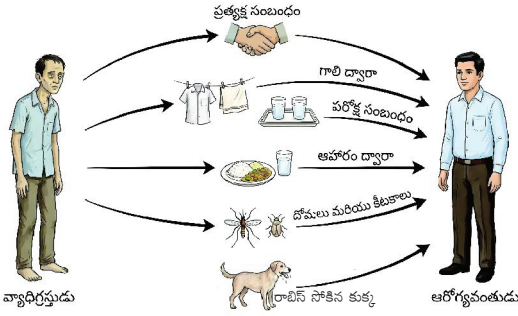 ప్రత్యక్ష సంబంధం
గాలి ద్వారా
పరోక్ష సంబంధం
ఆహారం ద్వారా
దోమలు మరియు కీటకాలు
రాబిస్ సోకిన కుక్క
వ్యాధిగ్రస్తుడు
ఆరోగ్యవంతుడు